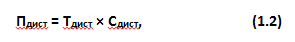 Пдист = Тдист × Сдист, (1.2)